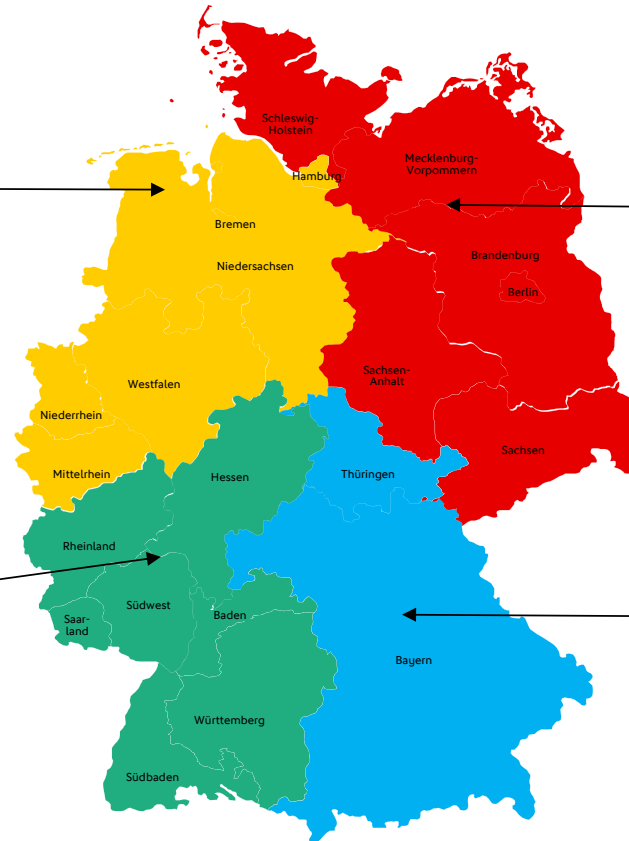 Schleswig-
Holstein
Mecklenburg-
Vorpommern
Hamburg
Bremen
Niedersachsen
Brandenburg
Berlin
Sachsen-
Anhalt
Westfalen
Niederrhein
Sachsen
Mittelrhein
Hessen
Thüringen
Rheinland
Südwest
Baden
Saar-
land
Bayern
Württemberg
Südbaden